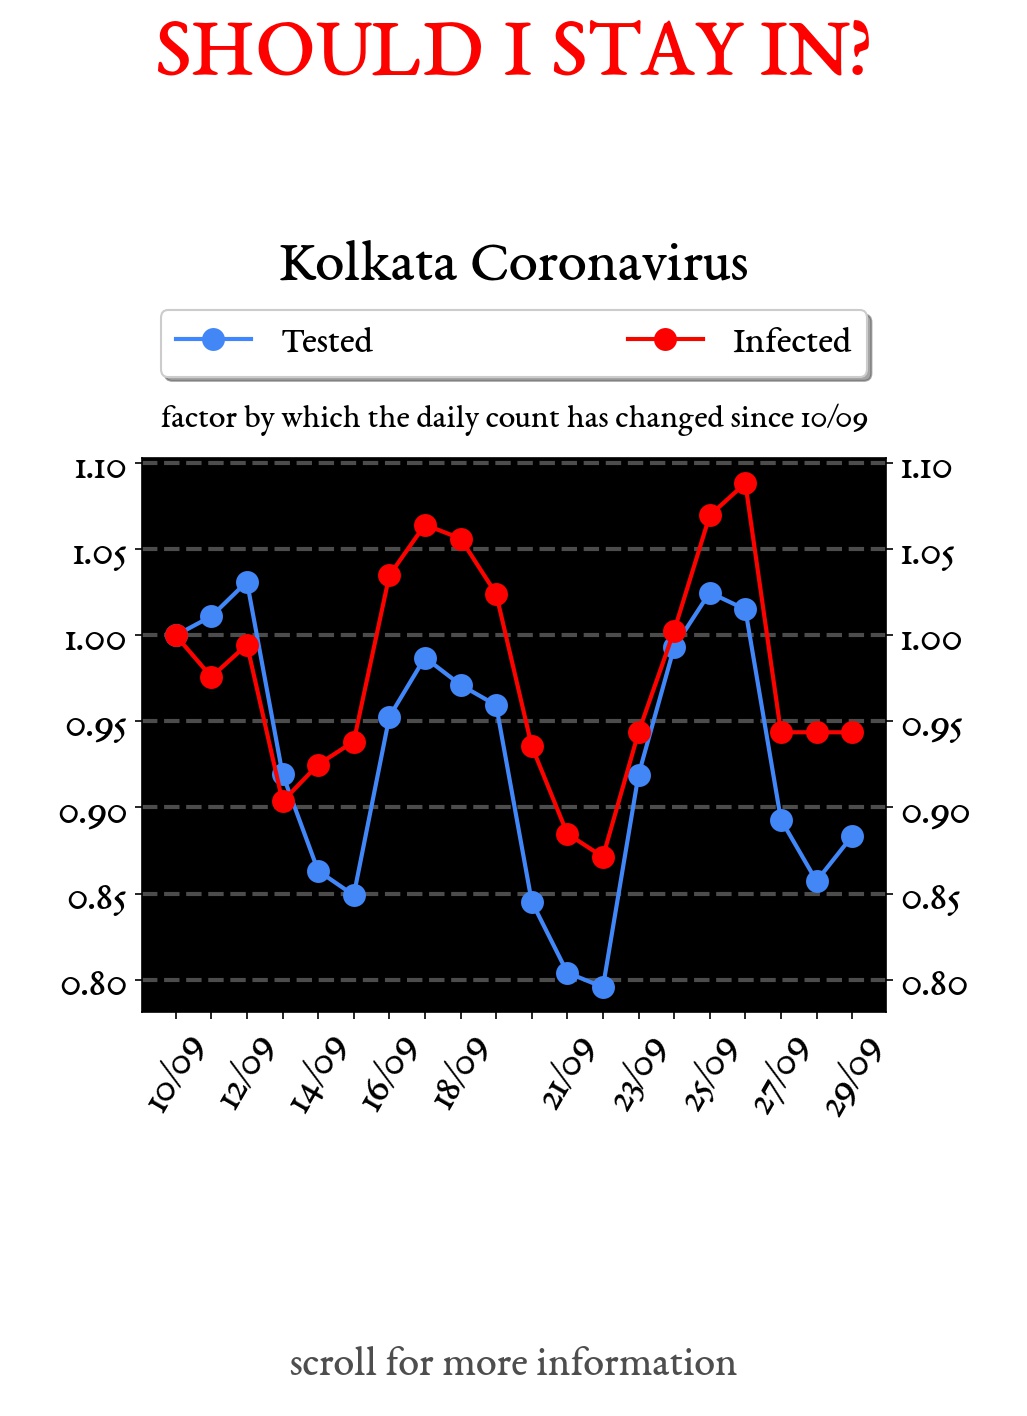 SHOULD I STAY IN?
Kolkata Coronavirus
Tested Infected
factor by which the daily count has changed since 10/09
1.10 1.10
1.05 1.05
1.00 1.00
0.95 0.95
0.90 0.90
0.85 0.85
0.80 0.80
10/09 12/09 14/09 16/09 18/09 21/09 23/09 25/09 27/09 29/09
scroll for more information